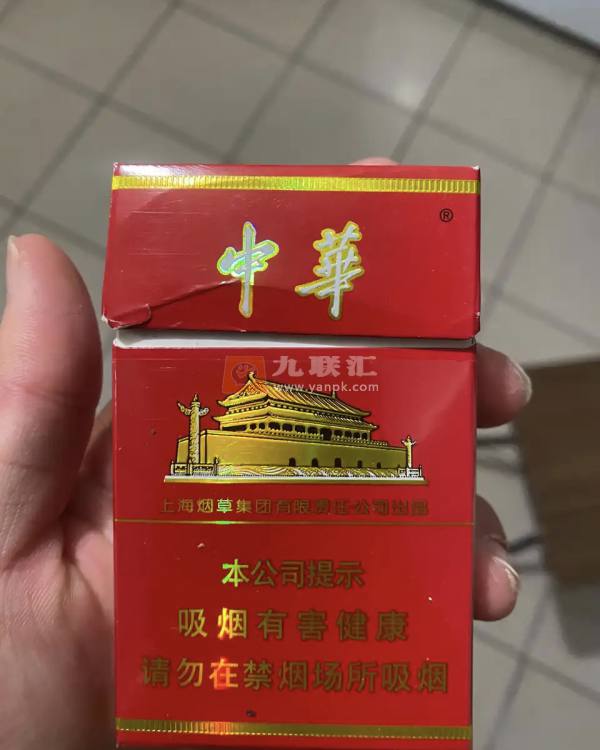 中華
®
九联汇
www.yanpk.com
上海烟草集团有限责任公司出品
本公司提示
吸烟有害健康
请勿在禁烟场所吸烟